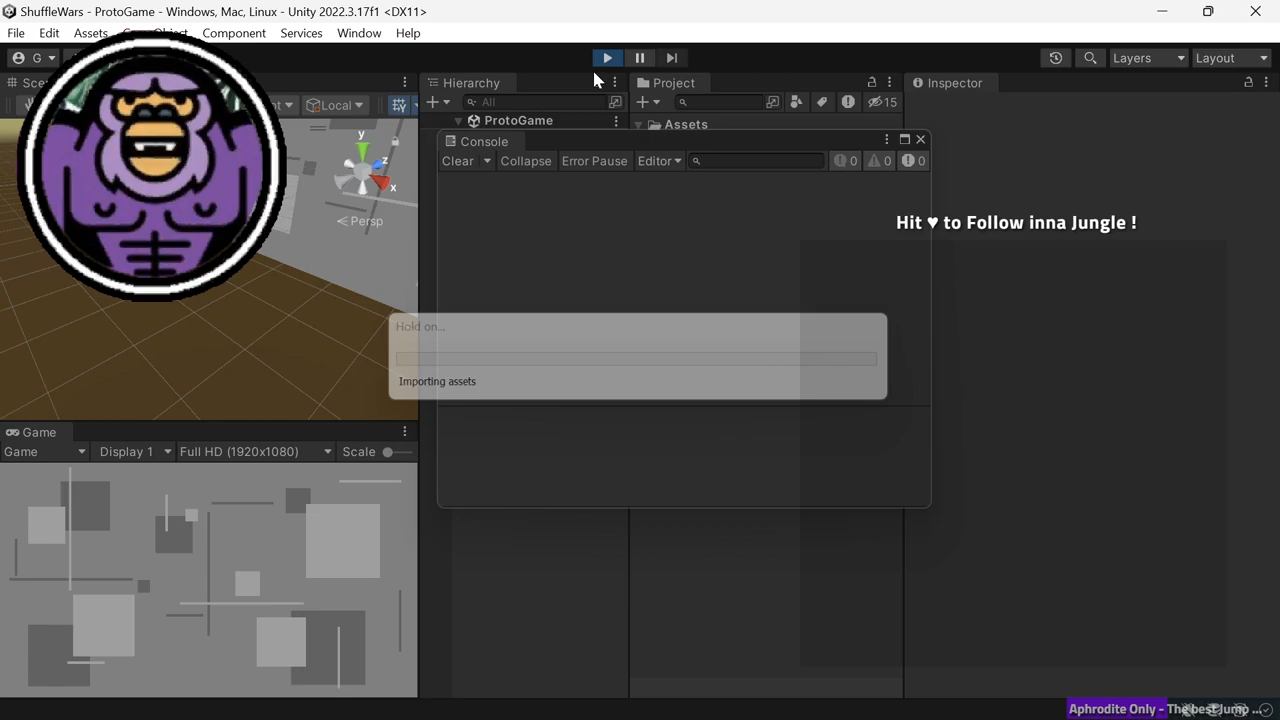 ShuffleWars - ProtoGame - Windows, Mac, Linux - Unity 2022.3.17f1 <DX11>
File Edit Assets GameObject Component Services Window Help
G
Layers Layout
Hierarchy Project Inspector
Local All 15
ProtoGame Assets
Console
Clear Collapse Error Pause Editor 0 0 0
y
z
x
Persp
Hit ♥ to Follow inna Jungle !
Hold on...
Importing assets
Game
Game Display 1 Full HD (1920x1080) Scale
Aphrodite Only - The best Jump ...